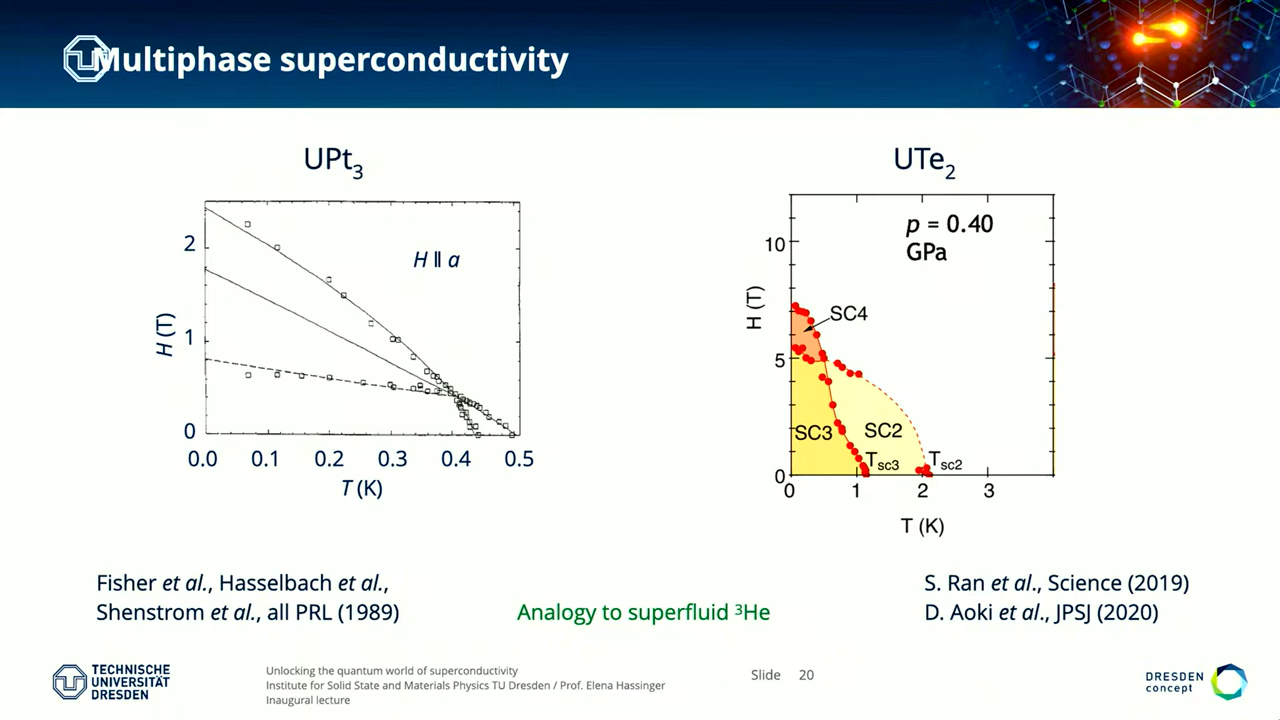 Multiphase superconductivity
UPt3
UTe2
H ǁ a
H (T)
2
1
0
0.0 0.1 0.2 0.3 0.4 0.5
T (K)
p = 0.40
GPa
H (T)
10
5
0
SC4
SC3
SC2
Tsc3
Tsc2
0 1 2 3
T (K)
Fisher et al., Hasselbach et al.,
Shenstrom et al., all PRL (1989)
Analogy to superfluid ³He
S. Ran et al., Science (2019)
D. Aoki et al., JPSJ (2020)
TECHNISCHE
UNIVERSITÄT
DRESDEN
Unlocking the quantum world of superconductivity
Institute for Solid State and Materials Physics TU Dresden / Prof. Elena Hassinger
Inaugural lecture
Slide 20
DRESDEN
concept